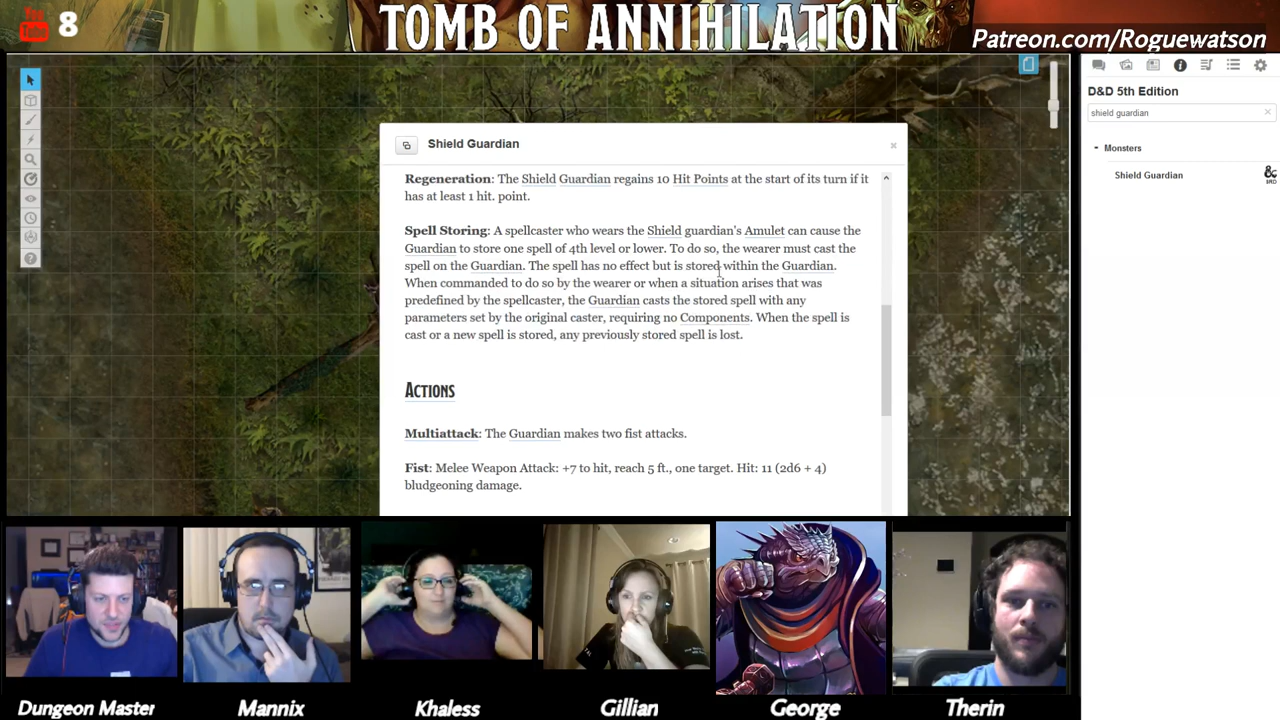 You
Tube
8
TOMB OF ANNIHILATION
Patreon.com/Roguewatson
D&D 5th Edition
shield guardian
Monsters
Shield Guardian
&
SRD
Shield Guardian
Regeneration: The Shield Guardian regains 10 Hit Points at the start of its turn if it
has at least 1 hit. point.
Spell Storing: A spellcaster who wears the Shield guardian's Amulet can cause the
Guardian to store one spell of 4th level or lower. To do so, the wearer must cast the
spell on the Guardian. The spell has no effect but is stored within the Guardian.
When commanded to do so by the wearer or when a situation arises that was
predefined by the spellcaster, the Guardian casts the stored spell with any
parameters set by the original caster, requiring no Components. When the spell is
cast or a new spell is stored, any previously stored spell is lost.
Actions
Multiattack: The Guardian makes two fist attacks.
Fist: Melee Weapon Attack: +7 to hit, reach 5 ft., one target. Hit: 11 (2d6 + 4)
bludgeoning damage.
Dungeon Master
Mannix
Khaless
Gillian
George
Therin